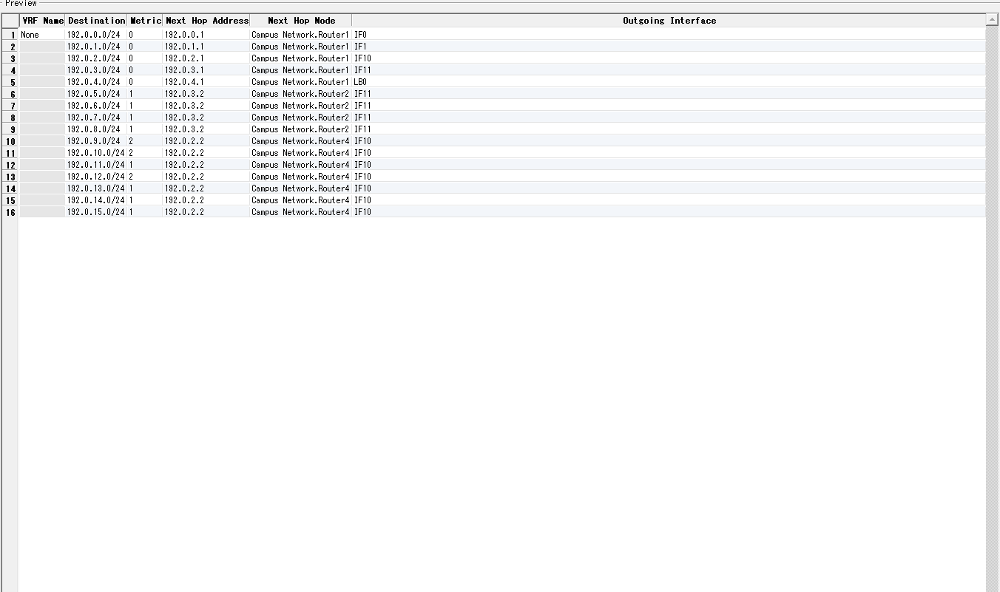 Preview
VRF Name Destination Metric Next Hop Address Next Hop Node Outgoing Interface
1 None 192.0.0.0/24 0 192.0.0.1 Campus Network.Router1 IF0
2 192.0.1.0/24 0 192.0.1.1 Campus Network.Router1 IF1
3 192.0.2.0/24 0 192.0.2.1 Campus Network.Router1 IF10
4 192.0.3.0/24 0 192.0.3.1 Campus Network.Router1 IF11
5 192.0.4.0/24 0 192.0.4.1 Campus Network.Router1 LB0
6 192.0.5.0/24 1 192.0.3.2 Campus Network.Router2 IF11
7 192.0.6.0/24 1 192.0.3.2 Campus Network.Router2 IF11
8 192.0.7.0/24 1 192.0.3.2 Campus Network.Router2 IF11
9 192.0.8.0/24 1 192.0.3.2 Campus Network.Router2 IF11
10 192.0.9.0/24 2 192.0.2.2 Campus Network.Router4 IF10
11 192.0.10.0/24 2 192.0.2.2 Campus Network.Router4 IF10
12 192.0.11.0/24 1 192.0.2.2 Campus Network.Router4 IF10
13 192.0.12.0/24 2 192.0.2.2 Campus Network.Router4 IF10
14 192.0.13.0/24 1 192.0.2.2 Campus Network.Router4 IF10
15 192.0.14.0/24 1 192.0.2.2 Campus Network.Router4 IF10
16 192.0.15.0/24 1 192.0.2.2 Campus Network.Router4 IF10